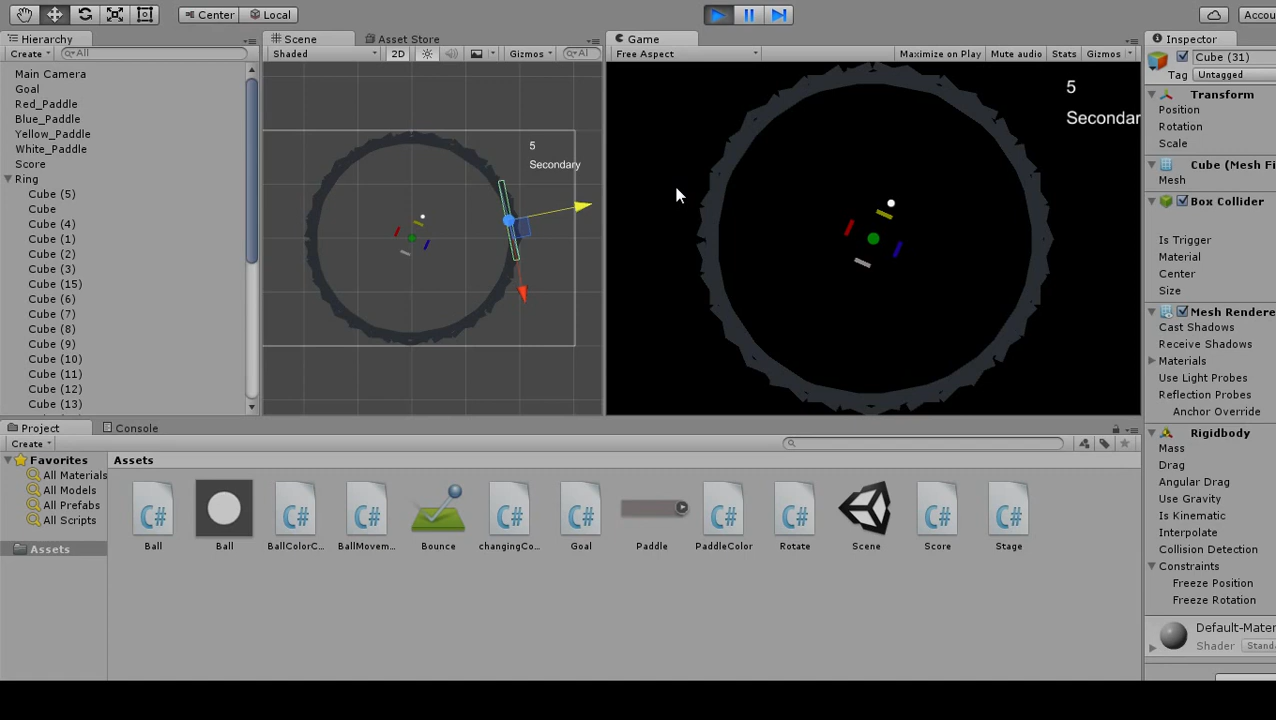 Center
Local
Accou
Hierarchy
Create
All
Main Camera
Goal
Red_Paddle
Blue_Paddle
Yellow_Paddle
White_Paddle
Score
Ring
Cube (5)
Cube
Cube (4)
Cube (1)
Cube (2)
Cube (3)
Cube (15)
Cube (6)
Cube (7)
Cube (8)
Cube (9)
Cube (10)
Cube (11)
Cube (12)
Cube (13)
Scene
Asset Store
Shaded
2D
Gizmos
Al
5
Secondary
Game
Free Aspect
Maximize on Play
Mute audio
Stats
Gizmos
5
Secondar
Inspector
Cube (31)
Tag
Untagged
Transform
Position
Rotation
Scale
Cube (Mesh Fi
Mesh
Box Collider
Is Trigger
Material
Center
Size
Mesh Rendere
Cast Shadows
Receive Shadows
Materials
Use Light Probes
Reflection Probes
Anchor Override
Rigidbody
Mass
Drag
Angular Drag
Use Gravity
Is Kinematic
Interpolate
Collision Detection
Constraints
Freeze Position
Freeze Rotation
Default-Mater
Shader
Stand
Project
Console
Create
Favorites
All Materials
All Models
All Prefabs
All Scripts
Assets
Assets
C# C# C# C# C# C# C# C# C#
Ball Ball BallColorC... BallMovem... Bounce changingCo... Goal Paddle PaddleColor Rotate Scene Score Stage